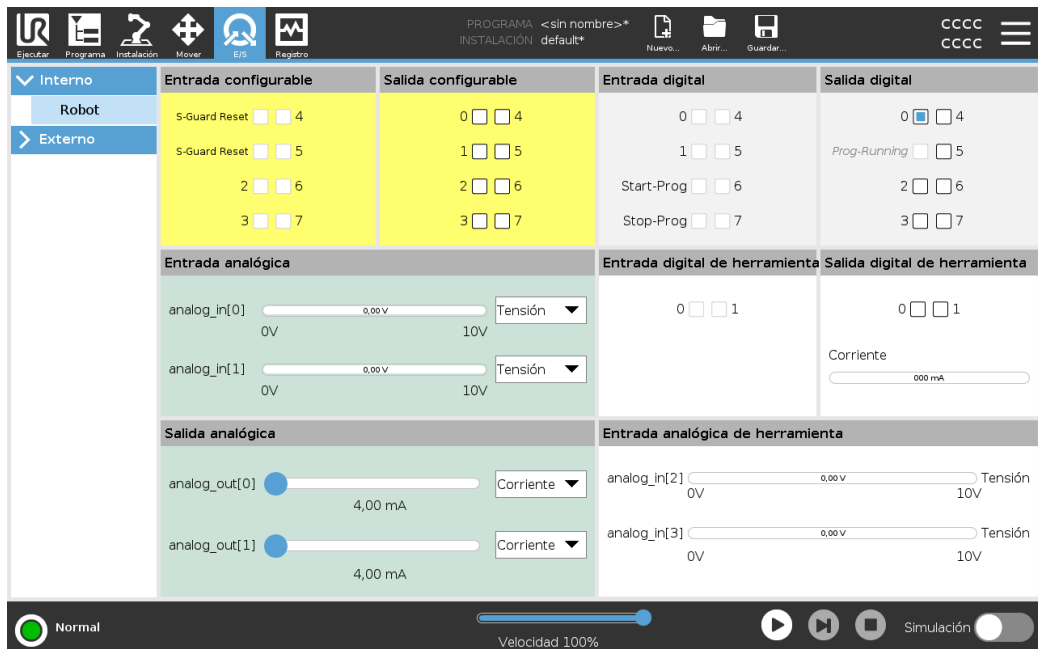 PROGRAMA <sin nombre>*
INSTALACIÓN default*
CCCC
CCCC
Ejecutar Programa Instalación Mover E/S Registro Nuevo... Abrir... Guardar...
Interno
Robot
Externo
Entrada configurable
S-Guard Reset 4
S-Guard Reset 5
2 6
3 7
Salida configurable
0 4
1 5
2 6
3 7
Entrada digital
0 4
1 5
Start-Prog 6
Stop-Prog 7
Salida digital
0 4
Prog-Running 5
2 6
3 7
Entrada analógica
analog_in[0] 0,00 V Tensión
0V 10V
analog_in[1] 0,00 V Tensión
0V 10V
Entrada digital de herramienta
0 1
Salida digital de herramienta
0 1
Corriente
000 mA
Salida analógica
analog_out[0] Corriente
4,00 mA
analog_out[1] Corriente
4,00 mA
Entrada analógica de herramienta
analog_in[2] 0,00 V Tensión
0V 10V
analog_in[3] 0,00 V Tensión
0V 10V
Normal
Velocidad 100%
Simulación